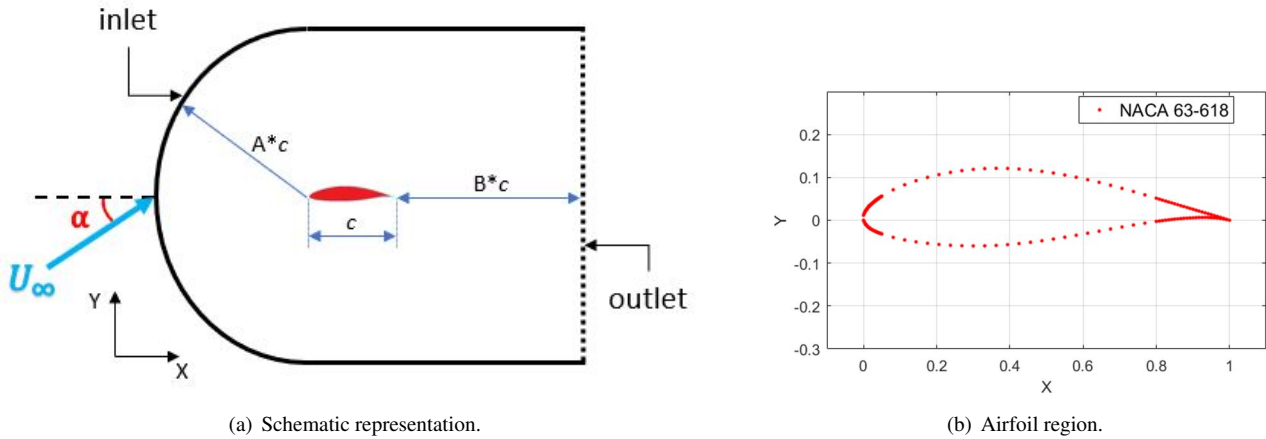 inlet
A*c
B*c
α
c
U∞
outlet
Y
X
NACA 63-618
0.2
0.1
0
-0.1
-0.2
-0.3
Y
0
0.2
0.4
0.6
0.8
1
X
(a) Schematic representation.
(b) Airfoil region.